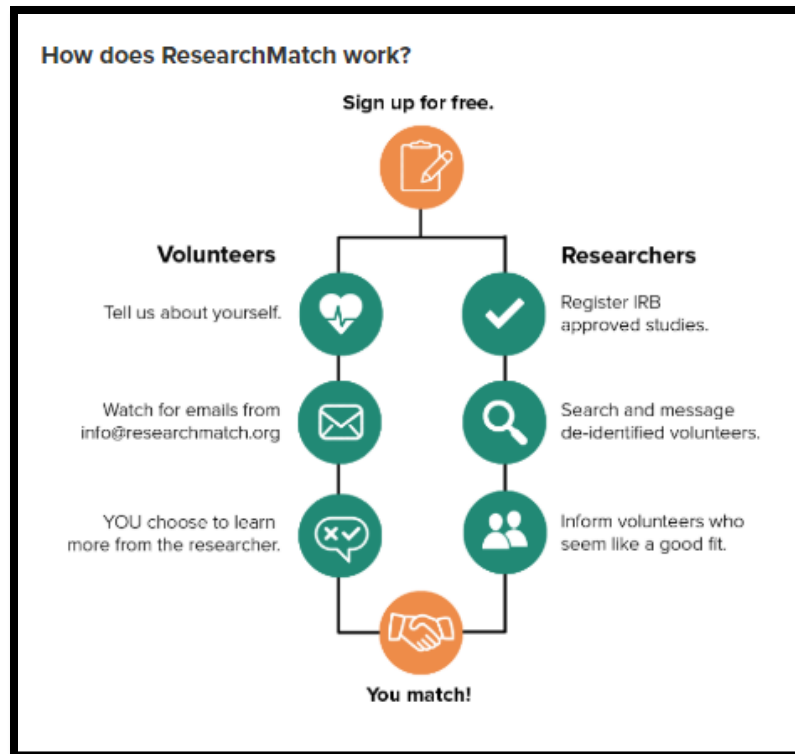 How does ResearchMatch work?
Sign up for free.
Volunteers
Tell us about yourself.
Watch for emails from
info@researchmatch.org
YOU choose to learn
more from the researcher.
Researchers
Register IRB
approved studies.
Search and message
de-identified volunteers.
Inform volunteers who
seem like a good fit.
You match!